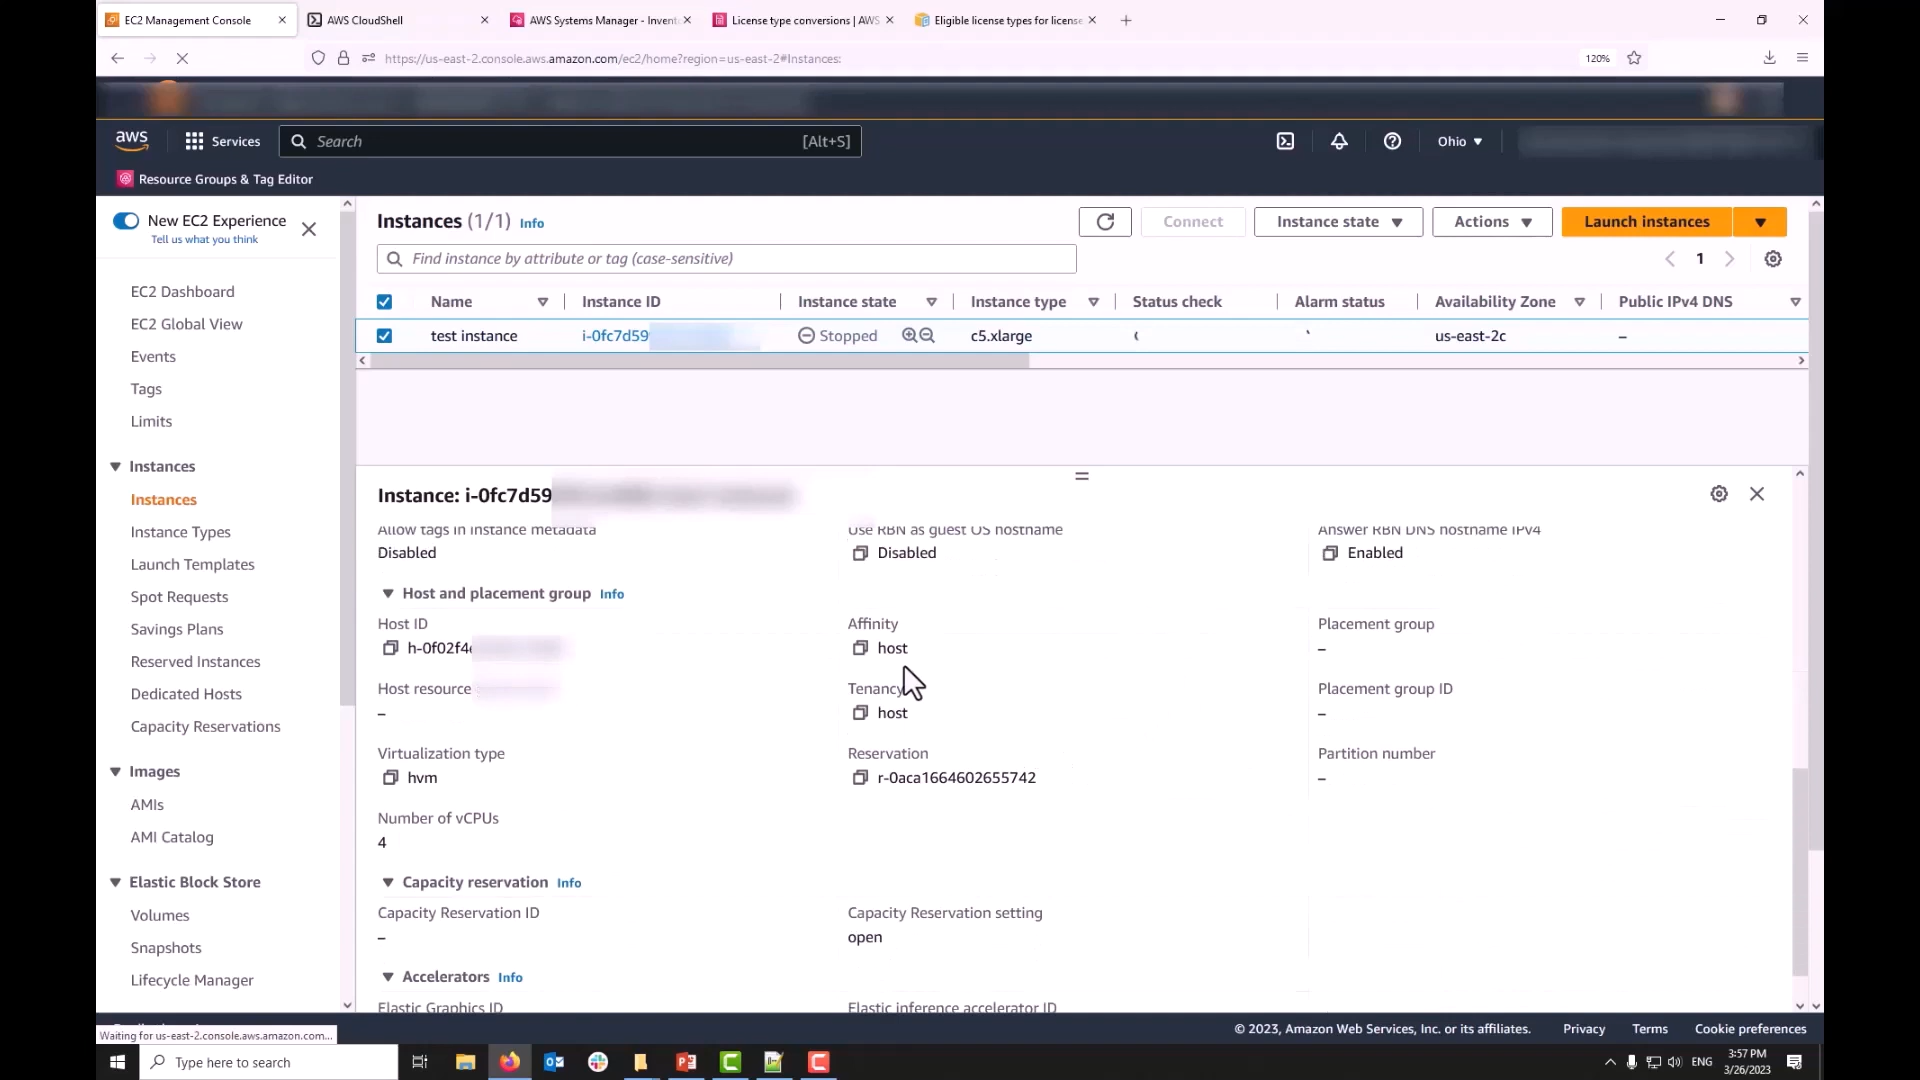 EC2 Management Console
AWS CloudShell
AWS Systems Manager - Invento
License type conversions | AWS
Eligible license types for license
https://us-east-2.console.aws.amazon.com/ec2/home?region=us-east-2#Instances:
120%
aws
Services
Search
[Alt+S]
Ohio
Resource Groups & Tag Editor
New EC2 Experience
Tell us what you think
EC2 Dashboard
EC2 Global View
Events
Tags
Limits
Instances
Instances
Instance Types
Launch Templates
Spot Requests
Savings Plans
Reserved Instances
Dedicated Hosts
Capacity Reservations
Images
AMIs
AMI Catalog
Elastic Block Store
Volumes
Snapshots
Lifecycle Manager
Instances (1/1) Info
Connect
Instance state
Actions
Launch instances
Find instance by attribute or tag (case-sensitive)
1
Name
Instance ID
Instance state
Instance type
Status check
Alarm status
Availability Zone
Public IPv4 DNS
test instance
i-0fc7d59
Stopped
c5.xlarge
us-east-2c
–
Instance: i-0fc7d59
Allow tags in instance metadata
Use RBN as guest OS hostname
Answer RBN DNS hostname IPv4
Disabled
Disabled
Enabled
Host and placement group Info
Host ID
Affinity
Placement group
h-0f02f4
host
–
Host resource
Tenancy
Placement group ID
–
host
–
Virtualization type
Reservation
Partition number
hvm
r-0aca1664602655742
–
Number of vCPUs
4
Capacity reservation Info
Capacity Reservation ID
Capacity Reservation setting
–
open
Accelerators Info
Elastic Graphics ID
Elastic inference accelerator ID
Waiting for us-east-2.console.aws.amazon.com...
© 2023, Amazon Web Services, Inc. or its affiliates.
Privacy
Terms
Cookie preferences
Type here to search
ENG
3:57 PM
3/26/2023